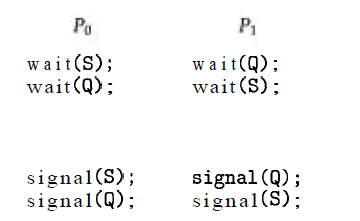 P0 P1
wait(S); wait(Q);
wait(Q); wait(S);
signal(S); signal(Q);
signal(Q); signal(S);